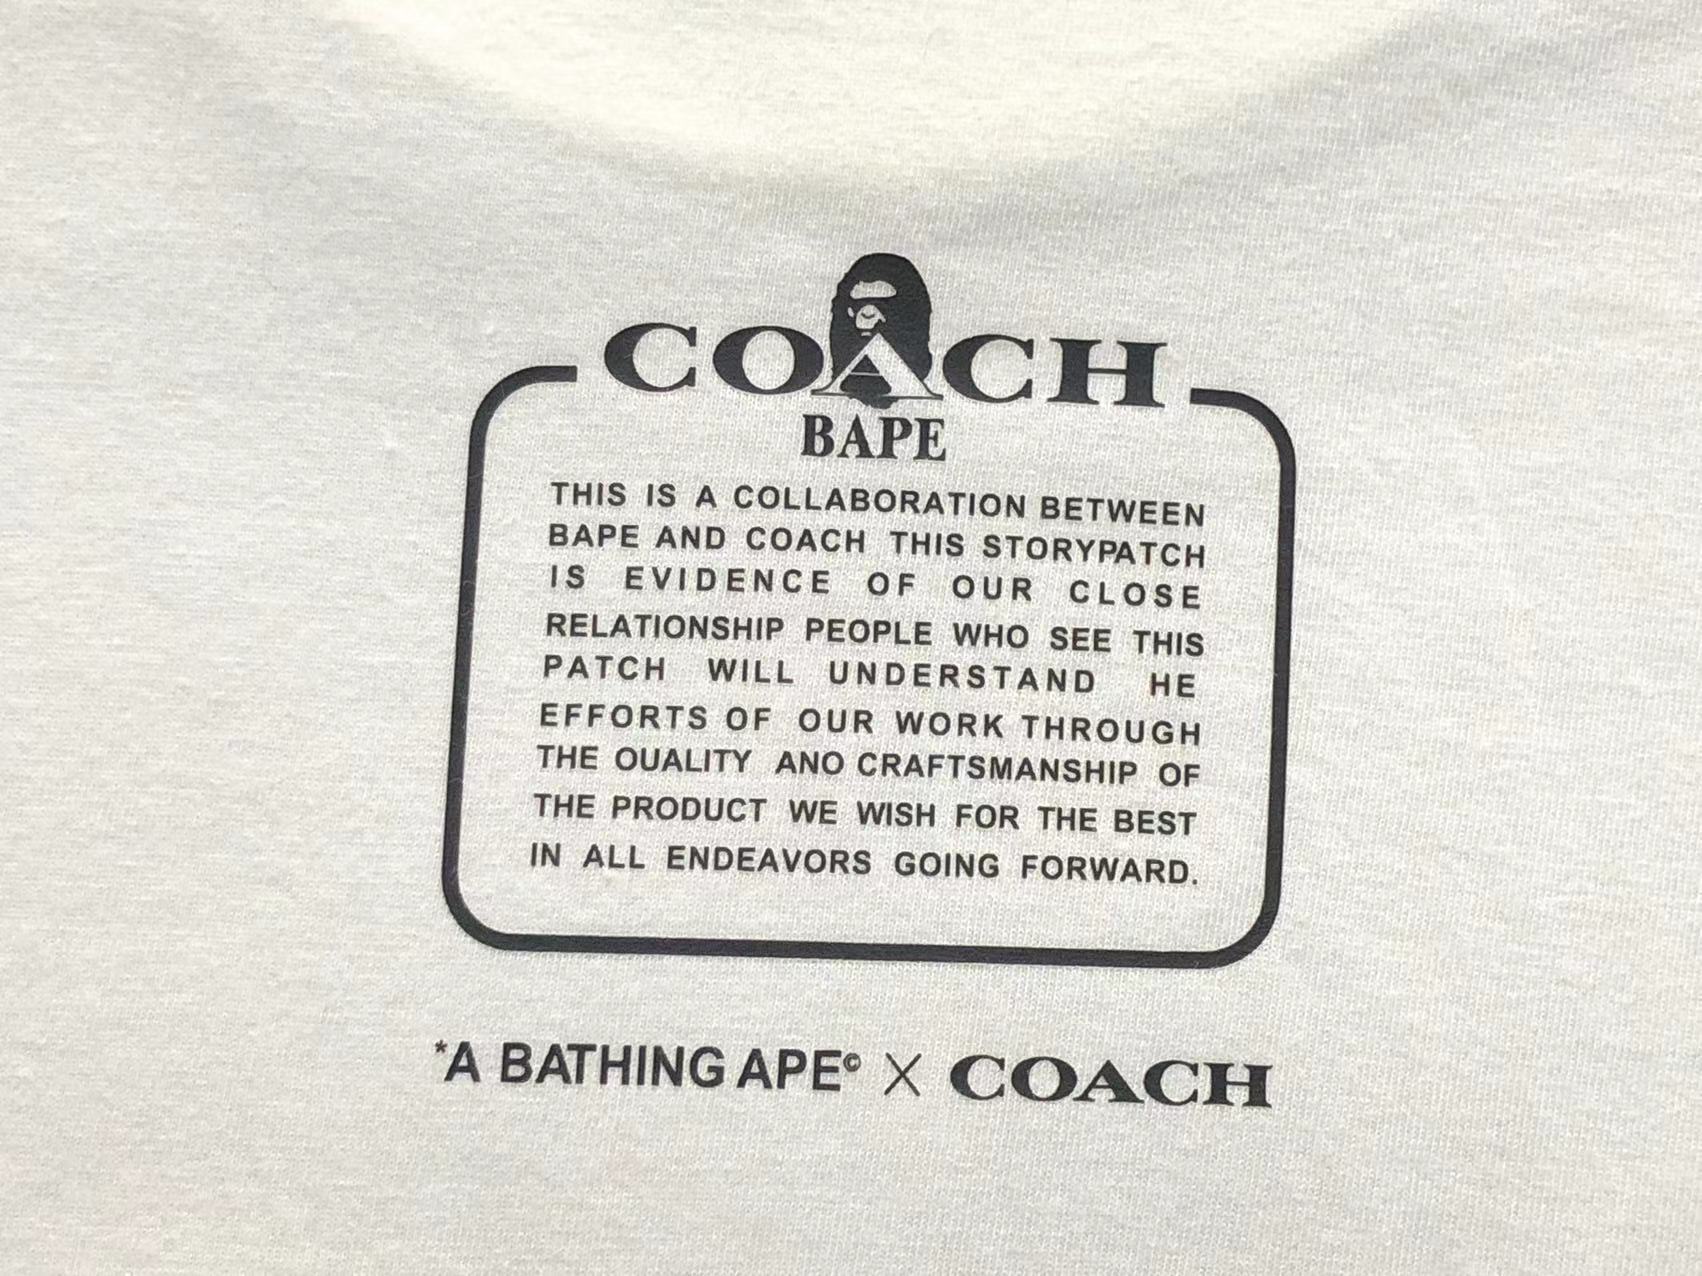 COACH
BAPE
THIS IS A COLLABORATION BETWEEN
BAPE AND COACH THIS STORYPATCH
IS EVIDENCE OF OUR CLOSE
RELATIONSHIP PEOPLE WHO SEE THIS
PATCH WILL UNDERSTAND HE
EFFORTS OF OUR WORK THROUGH
THE OUALITY ANO CRAFTSMANSHIP OF
THE PRODUCT WE WISH FOR THE BEST
IN ALL ENDEAVORS GOING FORWARD.
*A BATHING APE© X COACH